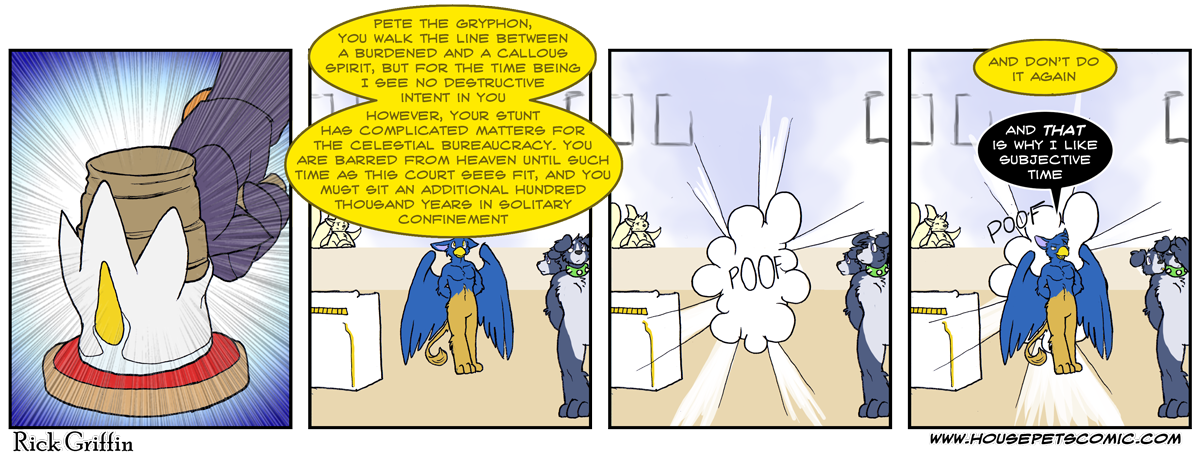 PETE THE GRYPHON,
YOU WALK THE LINE BETWEEN
A BURDENED AND A CALLOUS
SPIRIT, BUT FOR THE TIME BEING
I SEE NO DESTRUCTIVE
INTENT IN YOU
HOWEVER, YOUR STUNT
HAS COMPLICATED MATTERS FOR
THE CELESTIAL BUREAUCRACY. YOU
ARE BARRED FROM HEAVEN UNTIL SUCH
TIME AS THIS COURT SEES FIT, AND YOU
MUST SIT AN ADDITIONAL HUNDRED
THOUSAND YEARS IN SOLITARY
CONFINEMENT
POOF
AND DON'T DO
IT AGAIN
AND THAT
IS WHY I LIKE
SUBJECTIVE
TIME
POOF
Rick Griffin
WWW.HOUSEPETSCOMIC.COM